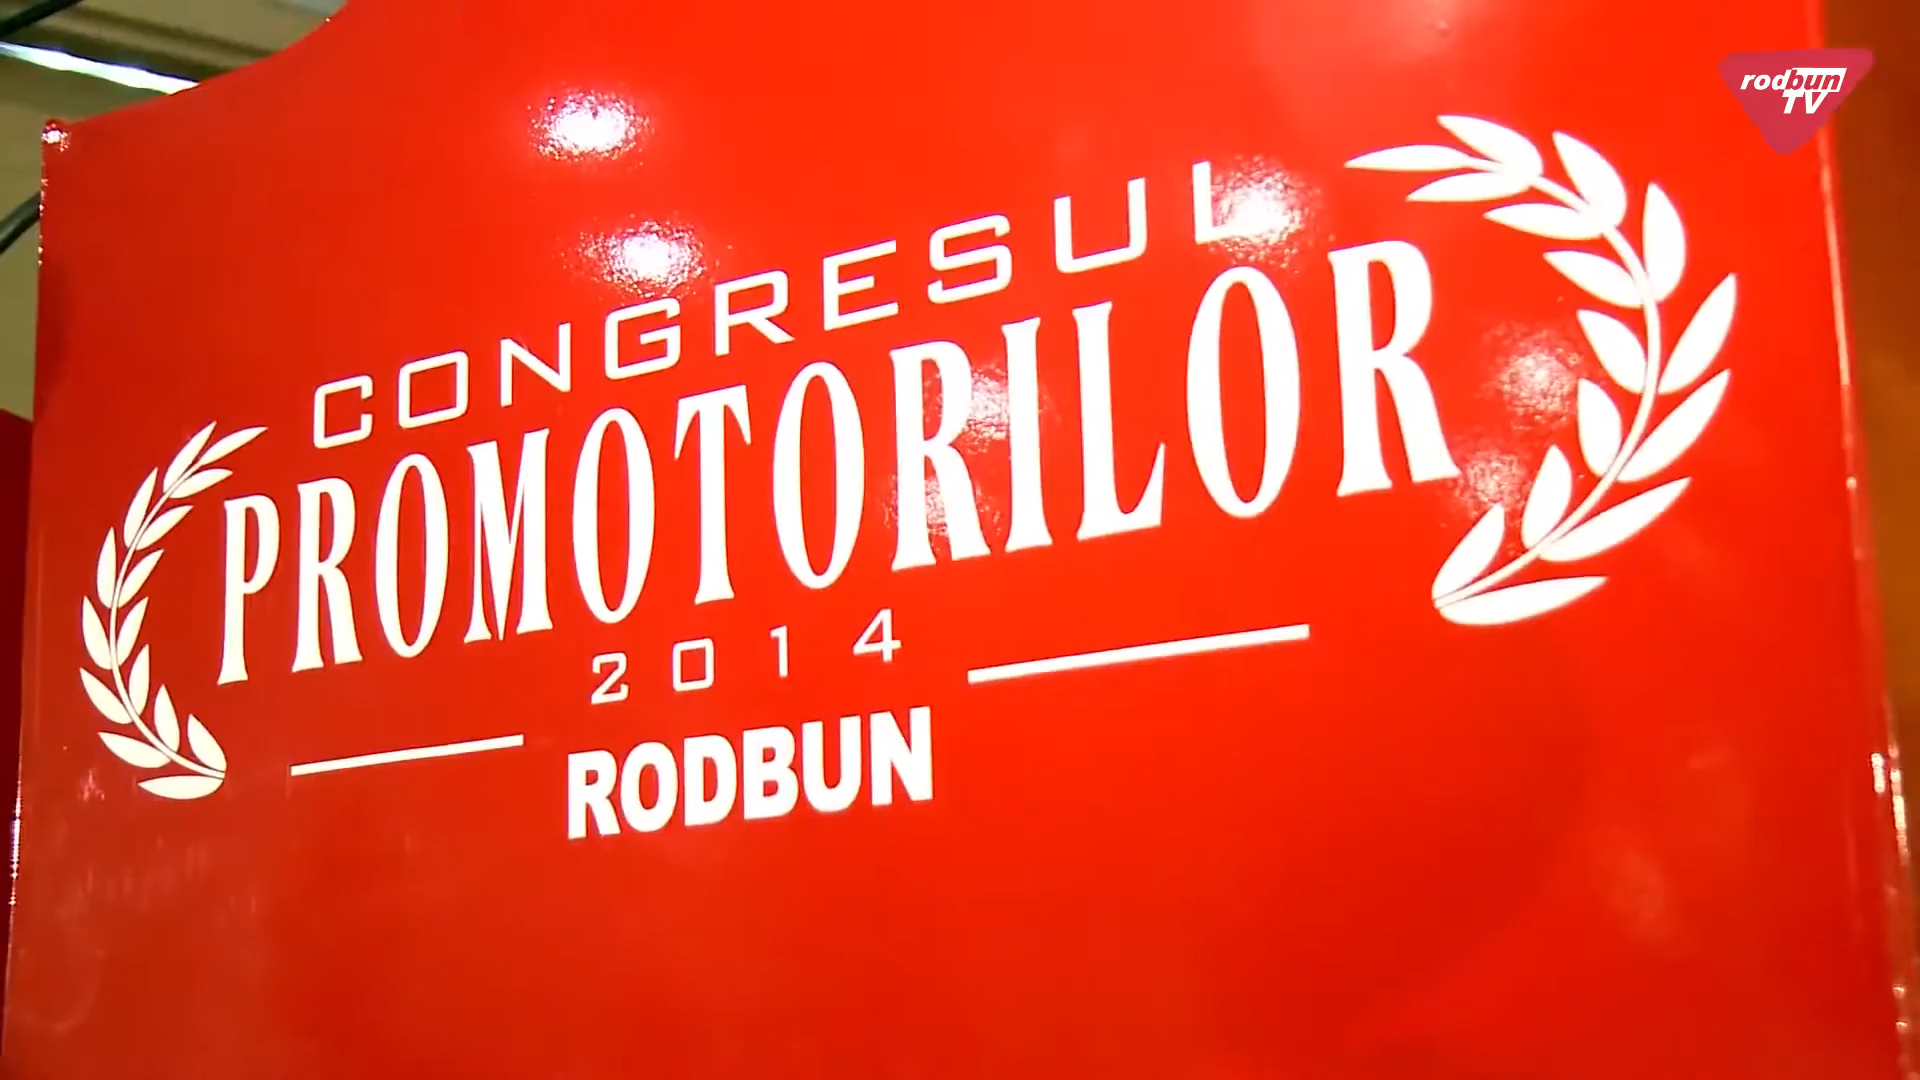 CONGRESUL
PROMOTORILOR
2014
RODBUN
rodbun
TV